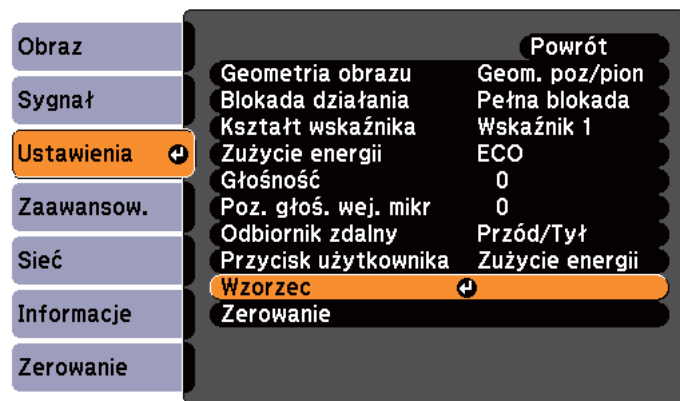 Obraz
Sygnał
Ustawienia
Zaawansow.
Sieć
Informacje
Zerowanie
Powrót
Geometria obrazu Geom. poz/pion
Blokada działania Pełna blokada
Kształt wskaźnika Wskaźnik 1
Zużycie energii ECO
Głośność 0
Poz. głoś. wej. mikr 0
Odbiornik zdalny Przód/Tył
Przycisk użytkownika Zużycie energii
Wzorzec
Zerowanie